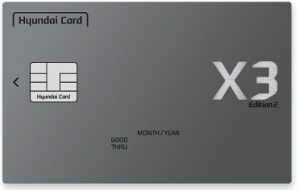 Hyundai Card
X3
Edition2
Hyundai Card
MONTH / YEAR
GOOD
THRU